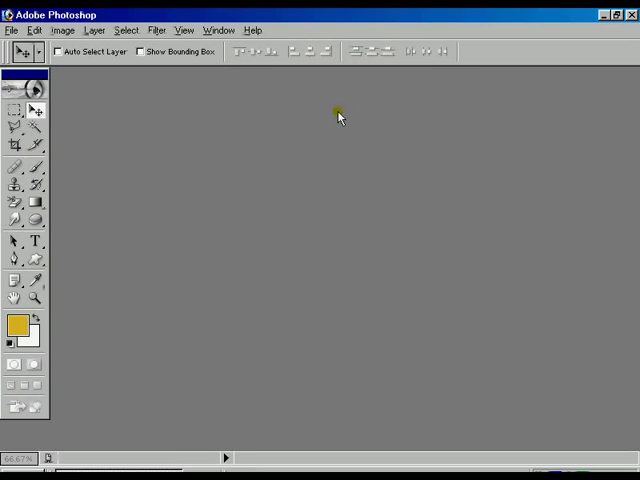 Adobe Photoshop
File Edit Image Layer Select Filter View Window Help
Auto Select Layer Show Bounding Box
T
66.67%